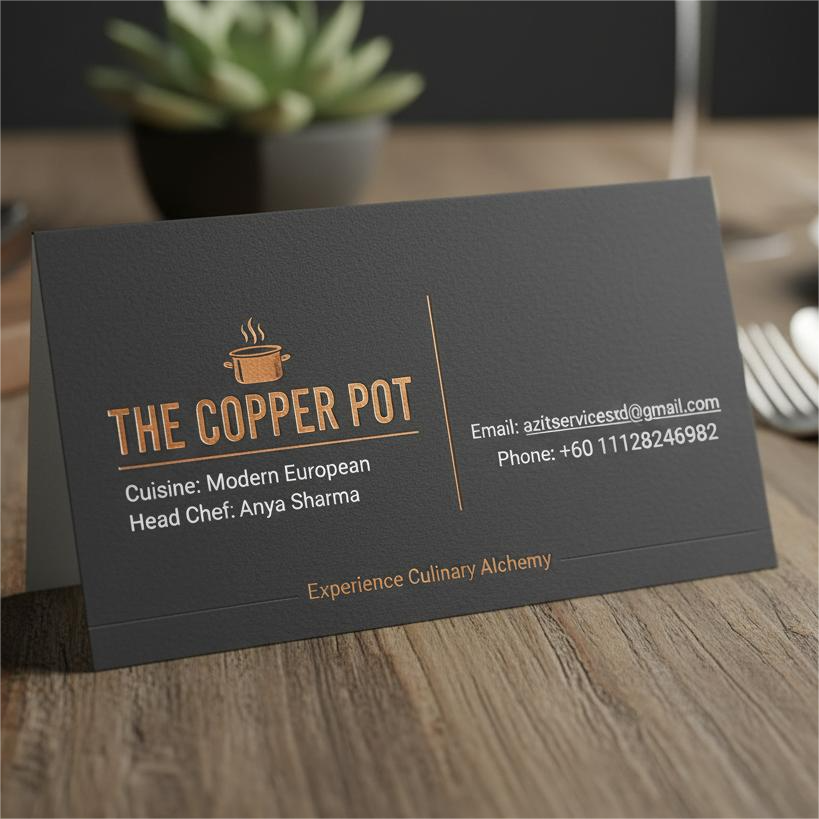 THE COPPER POT
Cuisine: Modern European
Head Chef: Anya Sharma
Email: azitservicesxd@gmail.com
Phone: +60 11128246982
Experience Culinary Alchemy